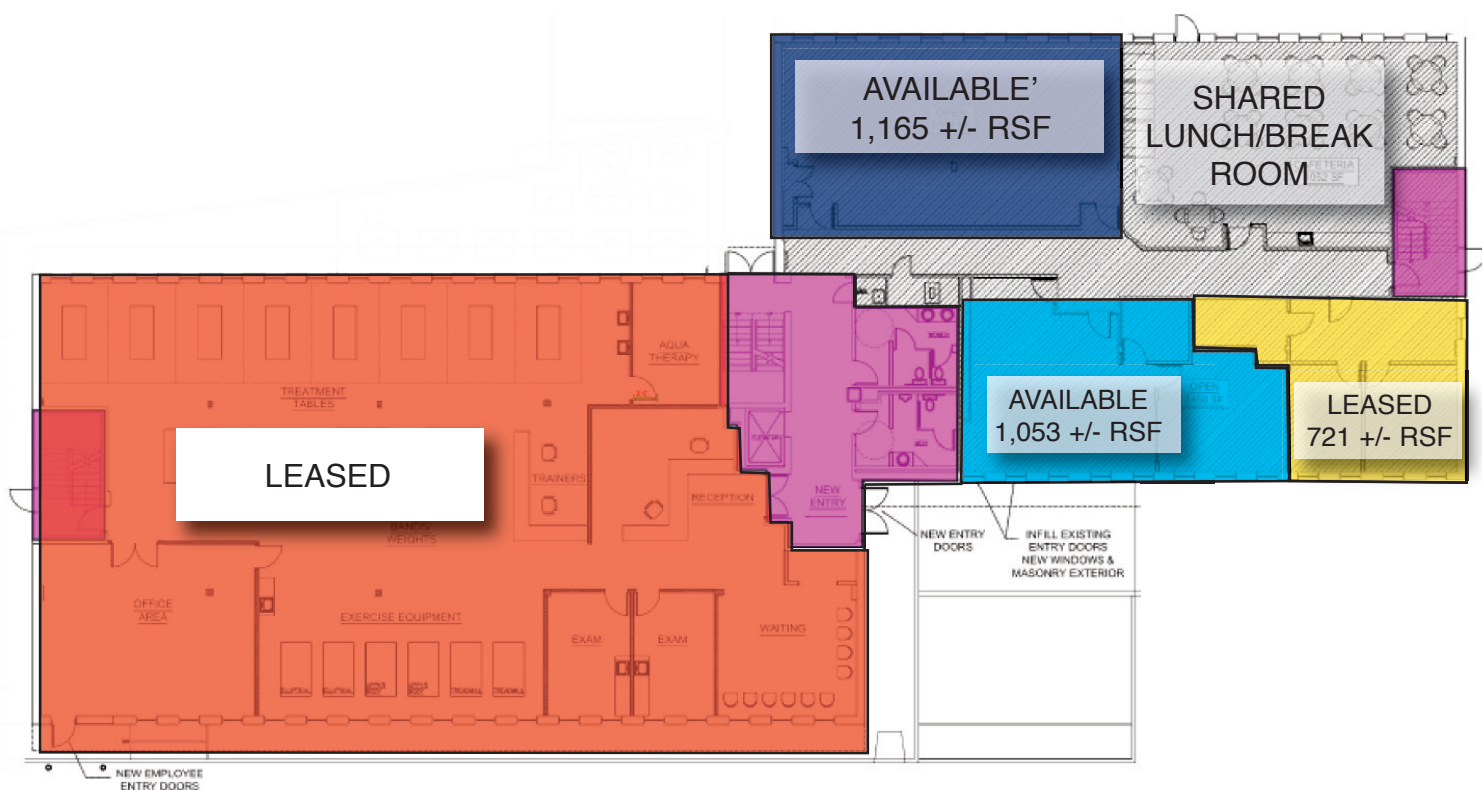 AVAILABLE’
1,165 +/- RSF
SHARED
LUNCH/BREAK
ROOM
AQUA
THERAPY
TREATMENT
TABLES
LEASED
TRAINERS
RECEPTION
WEIGHTS
NEW
ENTRY
OPEN
AVAILABLE
1,053 +/- RSF
LEASED
721 +/- RSF
NEW ENTRY
DOORS
INFILL EXISTING
ENTRY DOORS
NEW WINDOWS &
MASONRY EXTERIOR
OFFICE
AREA
EXERCISE EQUIPMENT
EXAM
EXAM
WAITING
NEW EMPLOYEE
ENTRY DOORS